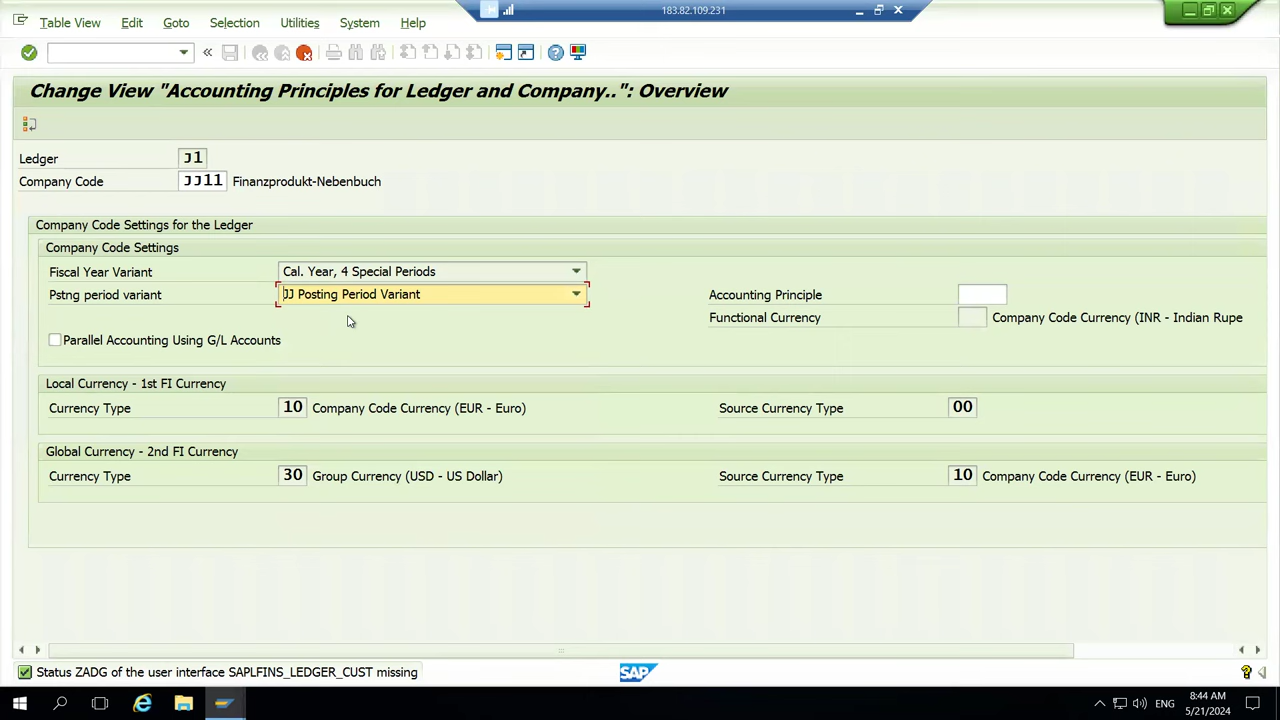 183.82.109.231
Table View Edit Goto Selection Utilities System Help
Change View "Accounting Principles for Ledger and Company..": Overview
Ledger J1
Company Code JJ11 Finanzprodukt-Nebenbuch
Company Code Settings for the Ledger
Company Code Settings
Fiscal Year Variant Cal. Year, 4 Special Periods
Pstng period variant JJ Posting Period Variant Accounting Principle
Functional Currency Company Code Currency (INR - Indian Rupe
Parallel Accounting Using G/L Accounts
Local Currency - 1st FI Currency
Currency Type 10 Company Code Currency (EUR - Euro) Source Currency Type 00
Global Currency - 2nd FI Currency
Currency Type 30 Group Currency (USD - US Dollar) Source Currency Type 10 Company Code Currency (EUR - Euro)
Status ZADG of the user interface SAPLFINS_LEDGER_CUST missing SAP
ENG 8:44 AM
5/21/2024